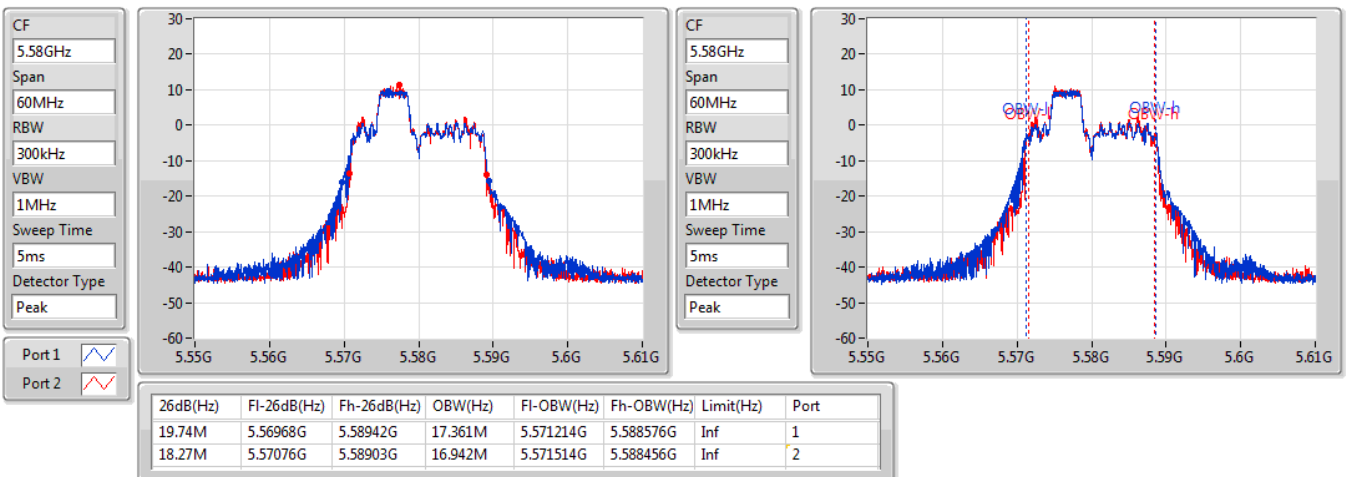 CF
5.58GHz
Span
60MHz
RBW
300kHz
VBW
1MHz
Sweep Time
5ms
Detector Type
Peak
Port 1
Port 2
30
20
10
0
-10
-20
-30
-40
-50
-60
5.55G 5.56G 5.57G 5.58G 5.59G 5.6G 5.61G
CF
5.58GHz
Span
60MHz
RBW
300kHz
VBW
1MHz
Sweep Time
5ms
Detector Type
Peak
30
20
10
0
-10
-20
-30
-40
-50
-60
OBW-l OBW-h
OBW-l OBW-h
5.55G 5.56G 5.57G 5.58G 5.59G 5.6G 5.61G
26dB(Hz) Fl-26dB(Hz) Fh-26dB(Hz) OBW(Hz) Fl-OBW(Hz) Fh-OBW(Hz) Limit(Hz) Port
19.74M 5.56968G 5.58942G 17.361M 5.571214G 5.588576G Inf 1
18.27M 5.57076G 5.58903G 16.942M 5.571514G 5.588456G Inf 2